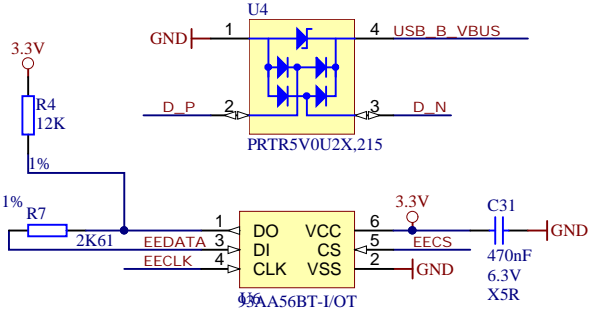 U4
GND
1
4
USB_B_VBUS
3.3V
D_P
2
3
D_N
R4
12K
1%
PRTR5V0U2X,215
1%
R7
2K61
3.3V
C31
1
DO
VCC
6
EEDATA
3
DI
CS
5
EECS
EECLK
4
CLK
VSS
2
GND
GND
470nF
6.3V
X5R
U6
93AA56BT-I/OT